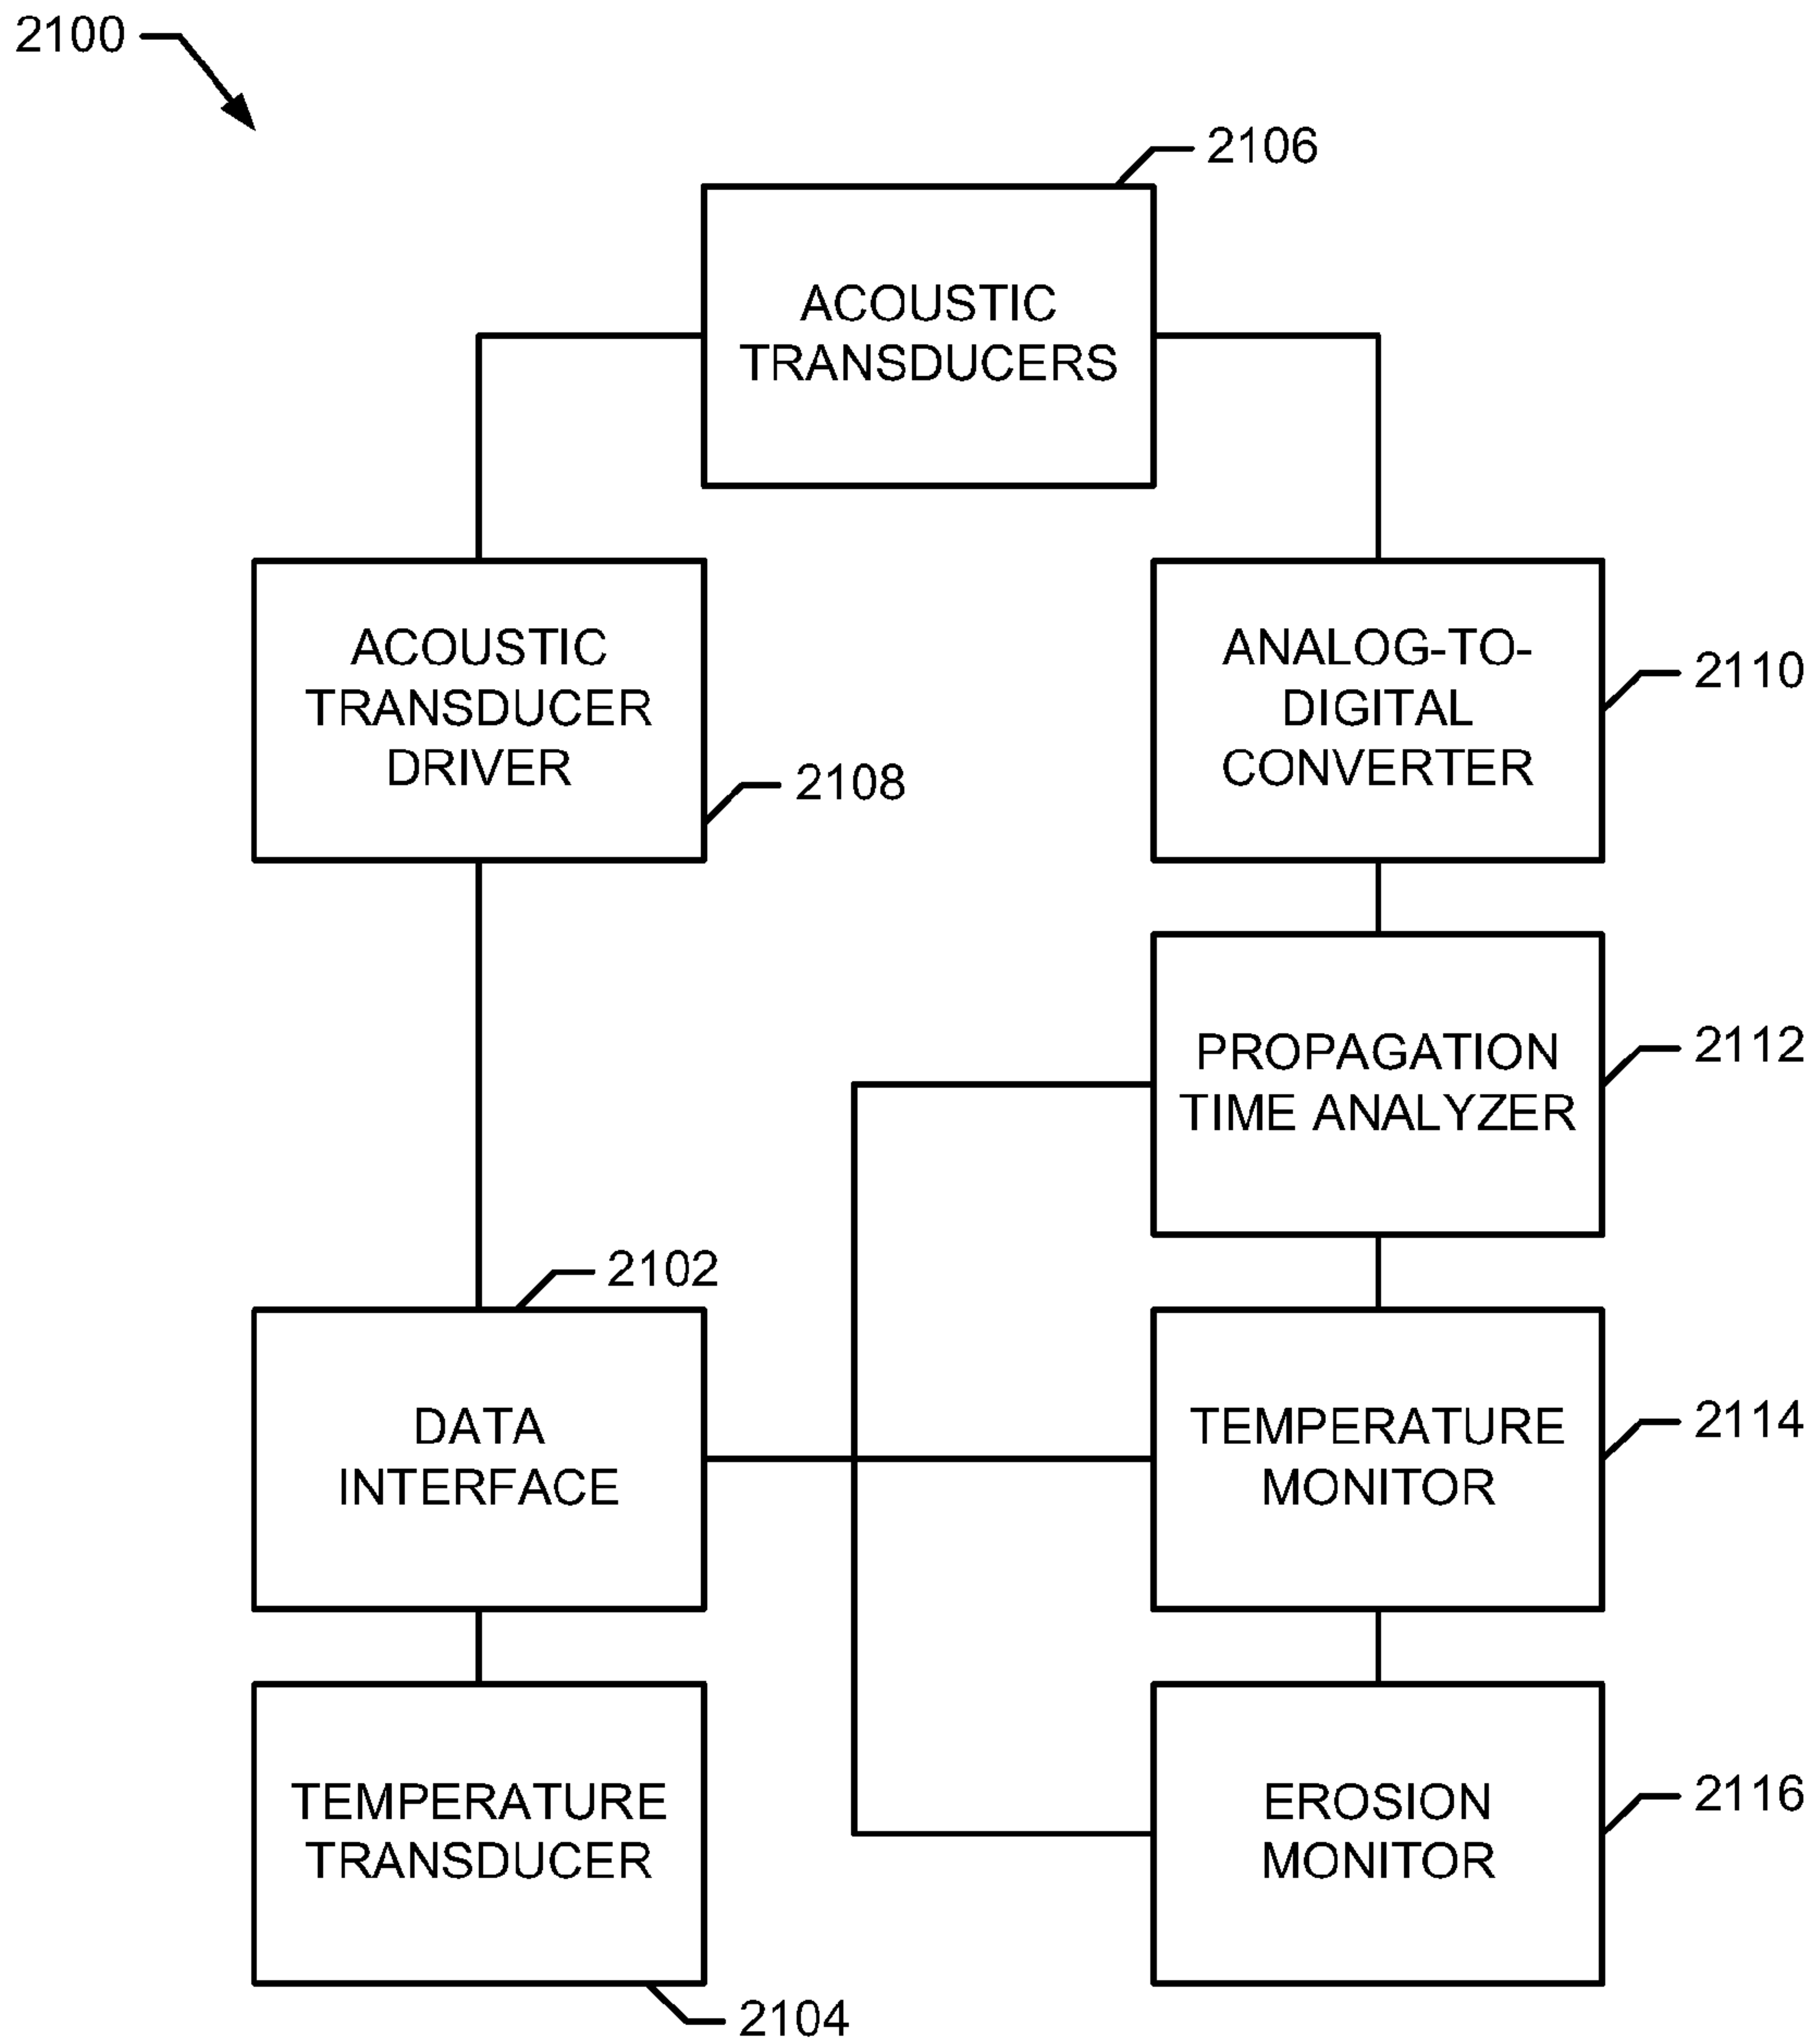 2100
2106
ACOUSTIC
TRANSDUCERS
ACOUSTIC
TRANSDUCER
DRIVER
2108
ANALOG-TO-
DIGITAL
CONVERTER
2110
PROPAGATION
TIME ANALYZER
2112
2102
DATA
INTERFACE
TEMPERATURE
MONITOR
2114
TEMPERATURE
TRANSDUCER
2104
EROSION
MONITOR
2116